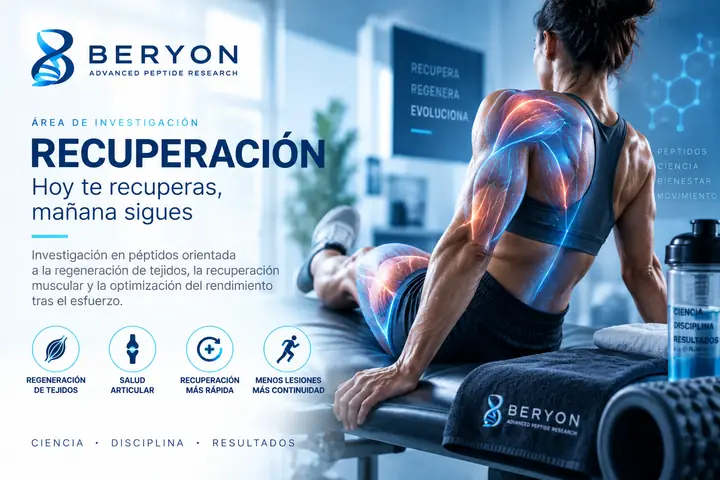 BERYON
ADVANCED PEPTIDE RESEARCH
ÁREA DE INVESTIGACIÓN
RECUPERACIÓN
Hoy te recuperas,
mañana sigues
Investigación en péptidos orientada
a la regeneración de tejidos, la recuperación
muscular y la optimización del rendimiento
tras el esfuerzo.
REGENERACIÓN
DE TEJIDOS
SALUD
ARTICULAR
RECUPERACIÓN
MÁS RÁPIDA
MENOS LESIONES
MÁS CONTINUIDAD
CIENCIA • DISCIPLINA • RESULTADOS
RECUPERA
REGENERA
EVOLUCIONA
PÉPTIDOS
CIENCIA
BIENESTAR
MOVIMIENTO
CIENCIA
DISCIPLINA
RESULTADOS
BERYON
ADVANCED PEPTIDE RESEARCH